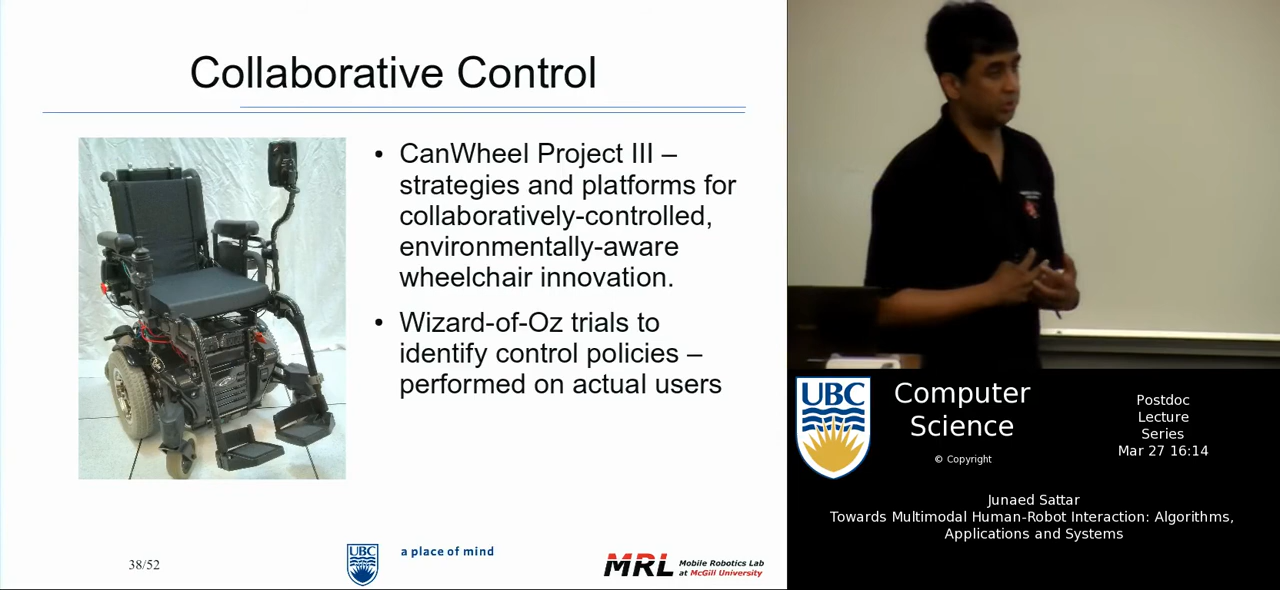 Collaborative Control
• CanWheel Project III –
strategies and platforms for
collaboratively-controlled,
environmentally-aware
wheelchair innovation.
• Wizard-of-Oz trials to
identify control policies –
performed on actual users
38/52
UBC
a place of mind
MRL
Mobile Robotics Lab
at McGill University
UBC
Computer
Science
© Copyright
Postdoc
Lecture
Series
Mar 27 16:14
Junaed Sattar
Towards Multimodal Human-Robot Interaction: Algorithms,
Applications and Systems